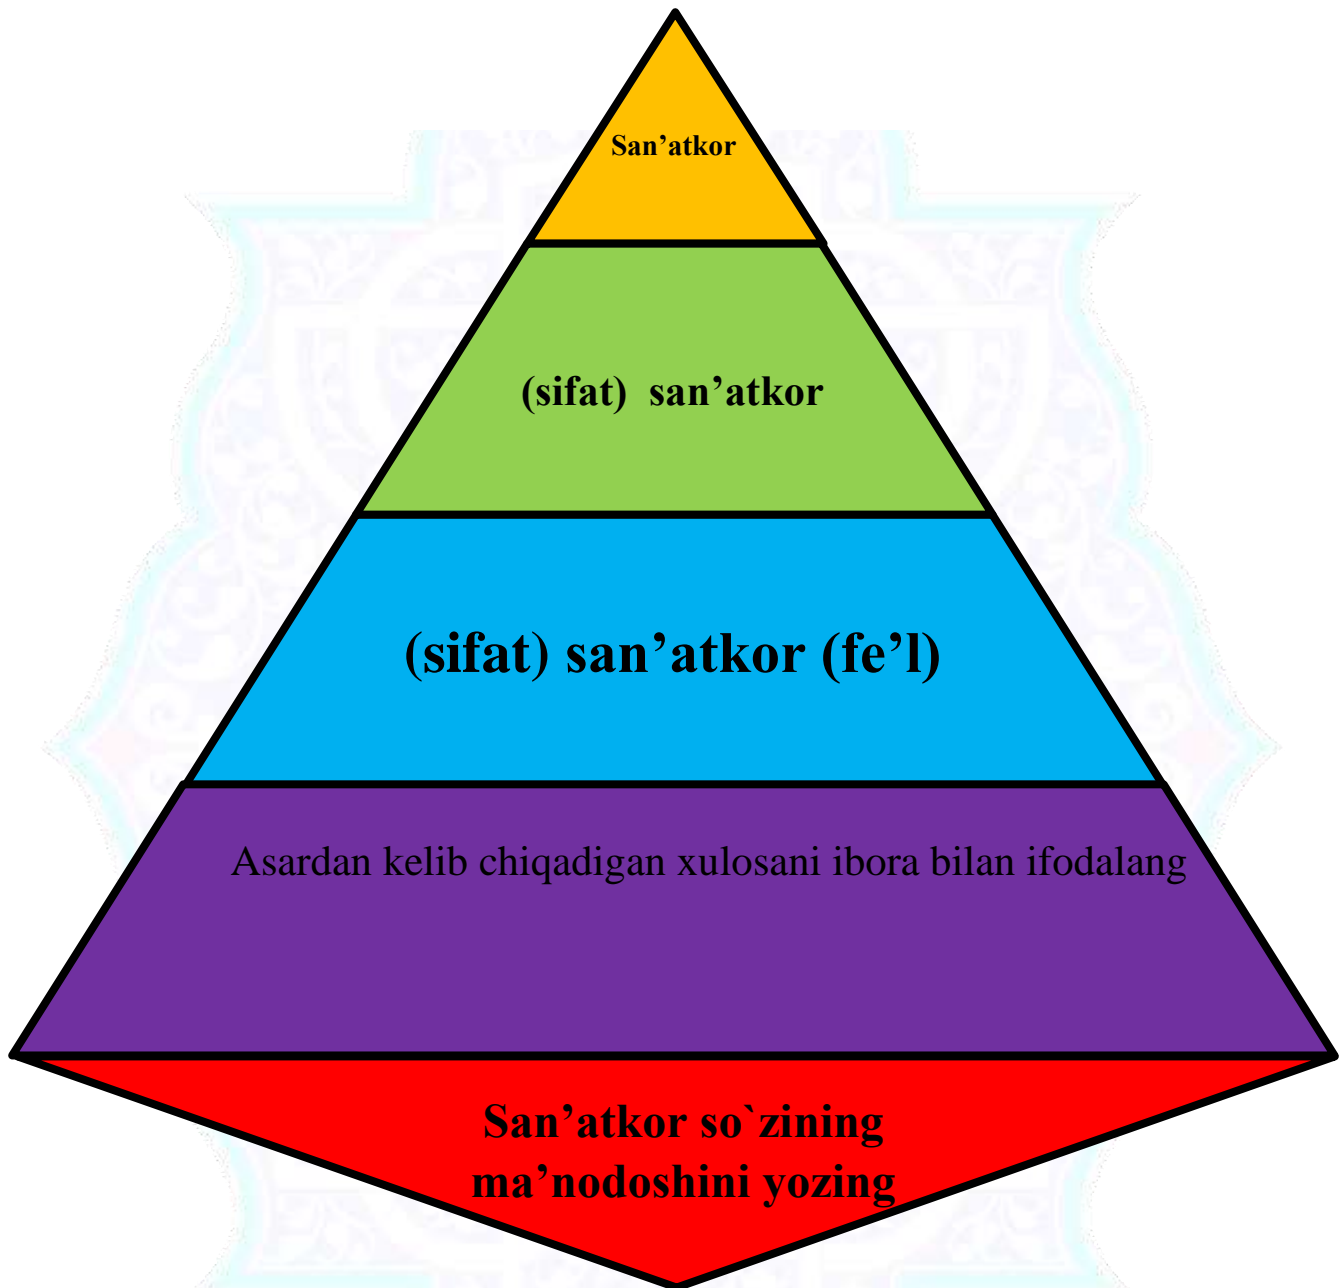 San’atkor
(sifat) san’atkor
(sifat) san’atkor (fe’l)
Asardan kelib chiqadigan xulosani ibora bilan ifodalang
San’atkor so`zining
ma’nodoshini yozing